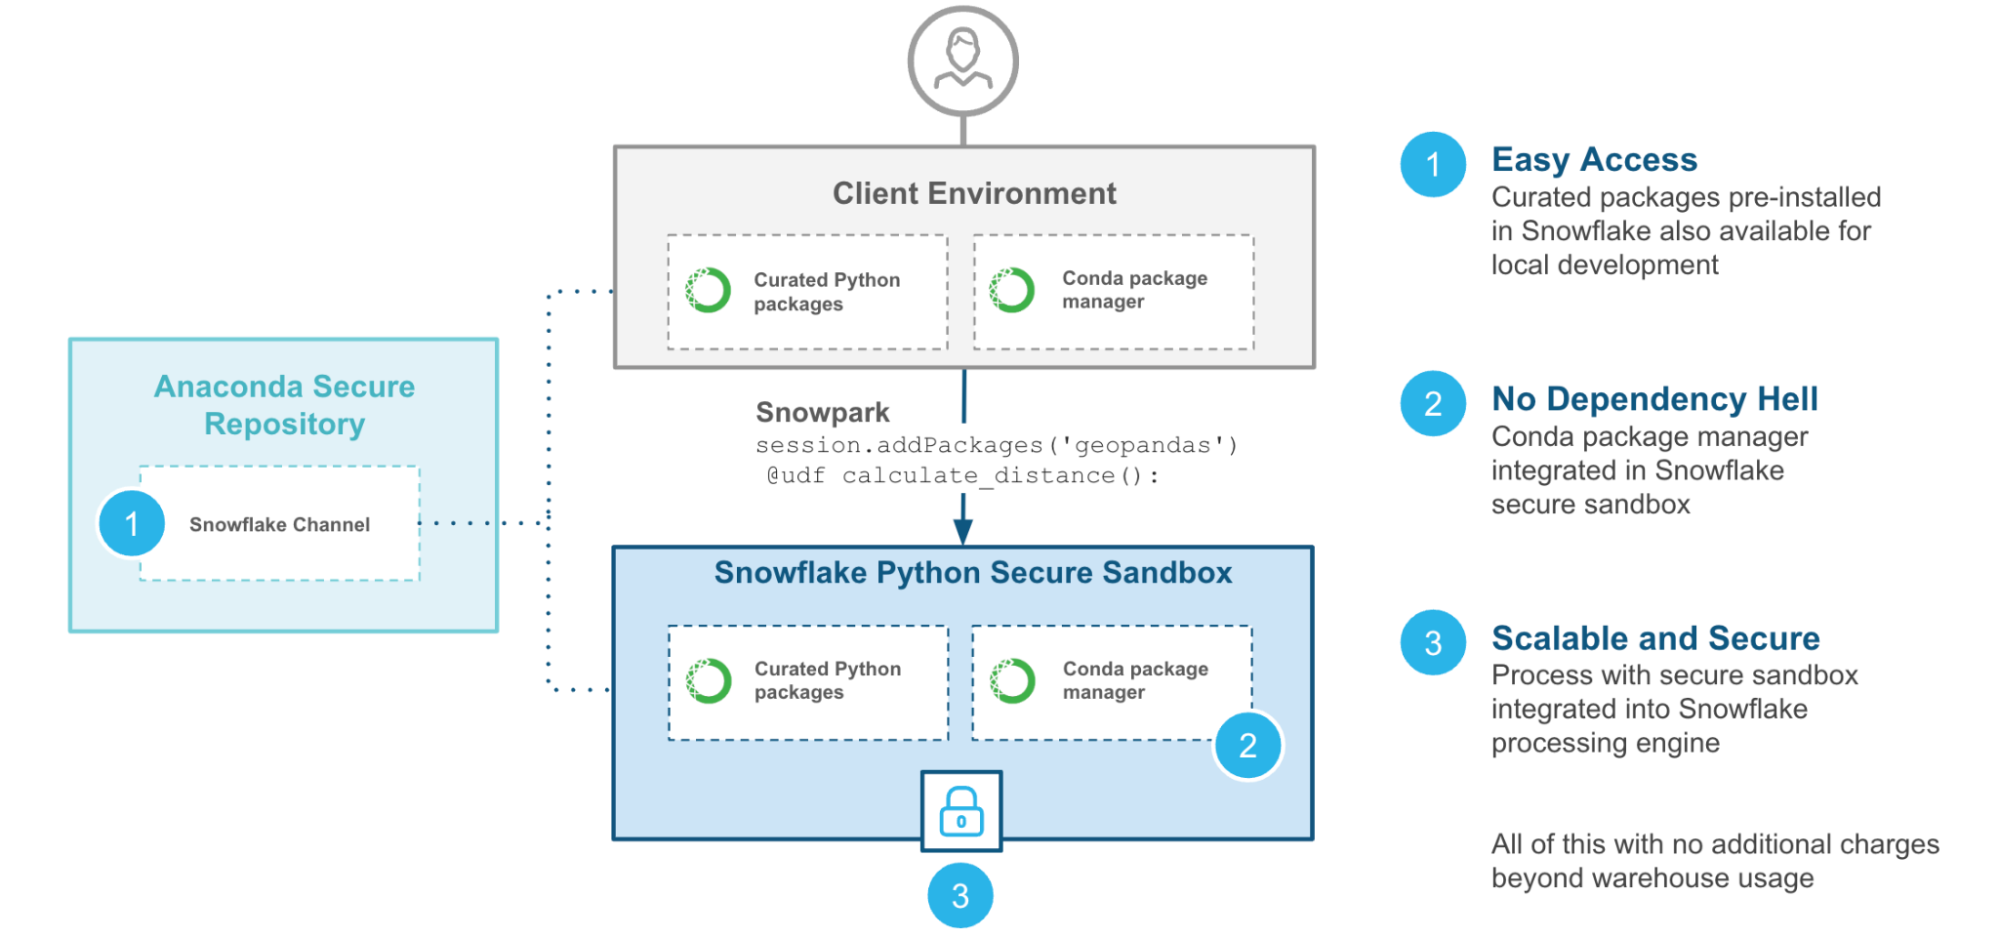 Client Environment
Curated Python
packages
Conda package
manager
Anaconda Secure
Repository
1
Snowflake Channel
Snowpark
session.addPackages('geopandas')
@udf calculate_distance():
Snowflake Python Secure Sandbox
Curated Python
packages
Conda package
manager
2
0
3
1
Easy Access
Curated packages pre-installed
in Snowflake also available for
local development
2
No Dependency Hell
Conda package manager
integrated in Snowflake
secure sandbox
3
Scalable and Secure
Process with secure sandbox
integrated into Snowflake
processing engine
All of this with no additional charges
beyond warehouse usage